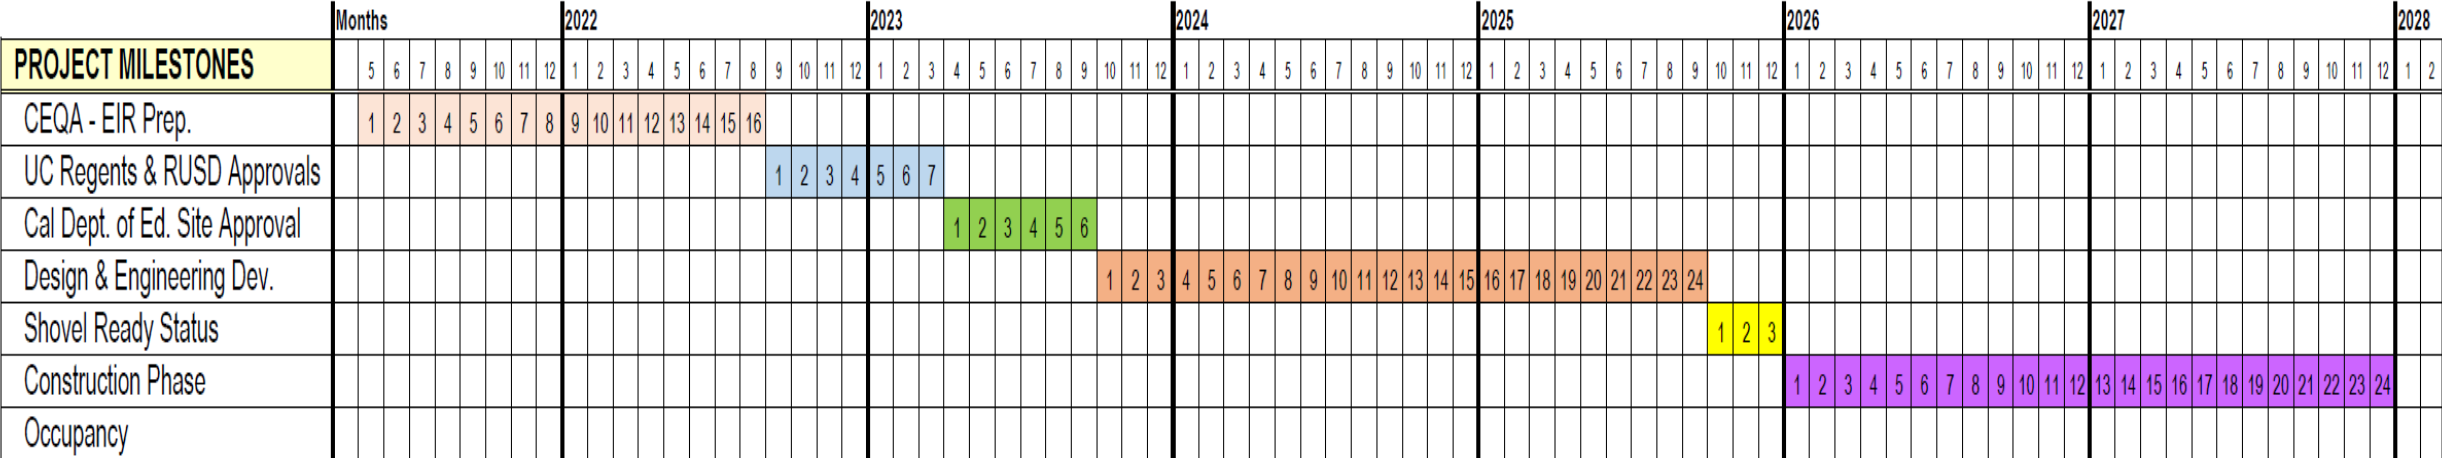 Months 2022 2023 2024 2025 2026 2027 2028
PROJECT MILESTONES 5 6 7 8 9 10 11 12 1 2 3 4 5 6 7 8 9 10 11 12 1 2 3 4 5 6 7 8 9 10 11 12 1 2 3 4 5 6 7 8 9 10 11 12 1 2 3 4 5 6 7 8 9 10 11 12 1 2 3 4 5 6 7 8 9 10 11 12 1 2 3 4 5 6 7 8 9 10 11 12 1 2
CEQA - EIR Prep. 1 2 3 4 5 6 7 8 9 10 11 12 13 14 15 16
UC Regents & RUSD Approvals 1 2 3 4 5 6 7
Cal Dept. of Ed. Site Approval 1 2 3 4 5 6
Design & Engineering Dev. 1 2 3 4 5 6 7 8 9 10 11 12 13 14 15 16 17 18 19 20 21 22 23 24
Shovel Ready Status 1 2 3
Construction Phase 1 2 3 4 5 6 7 8 9 10 11 12 13 14 15 16 17 18 19 20 21 22 23 24
Occupancy